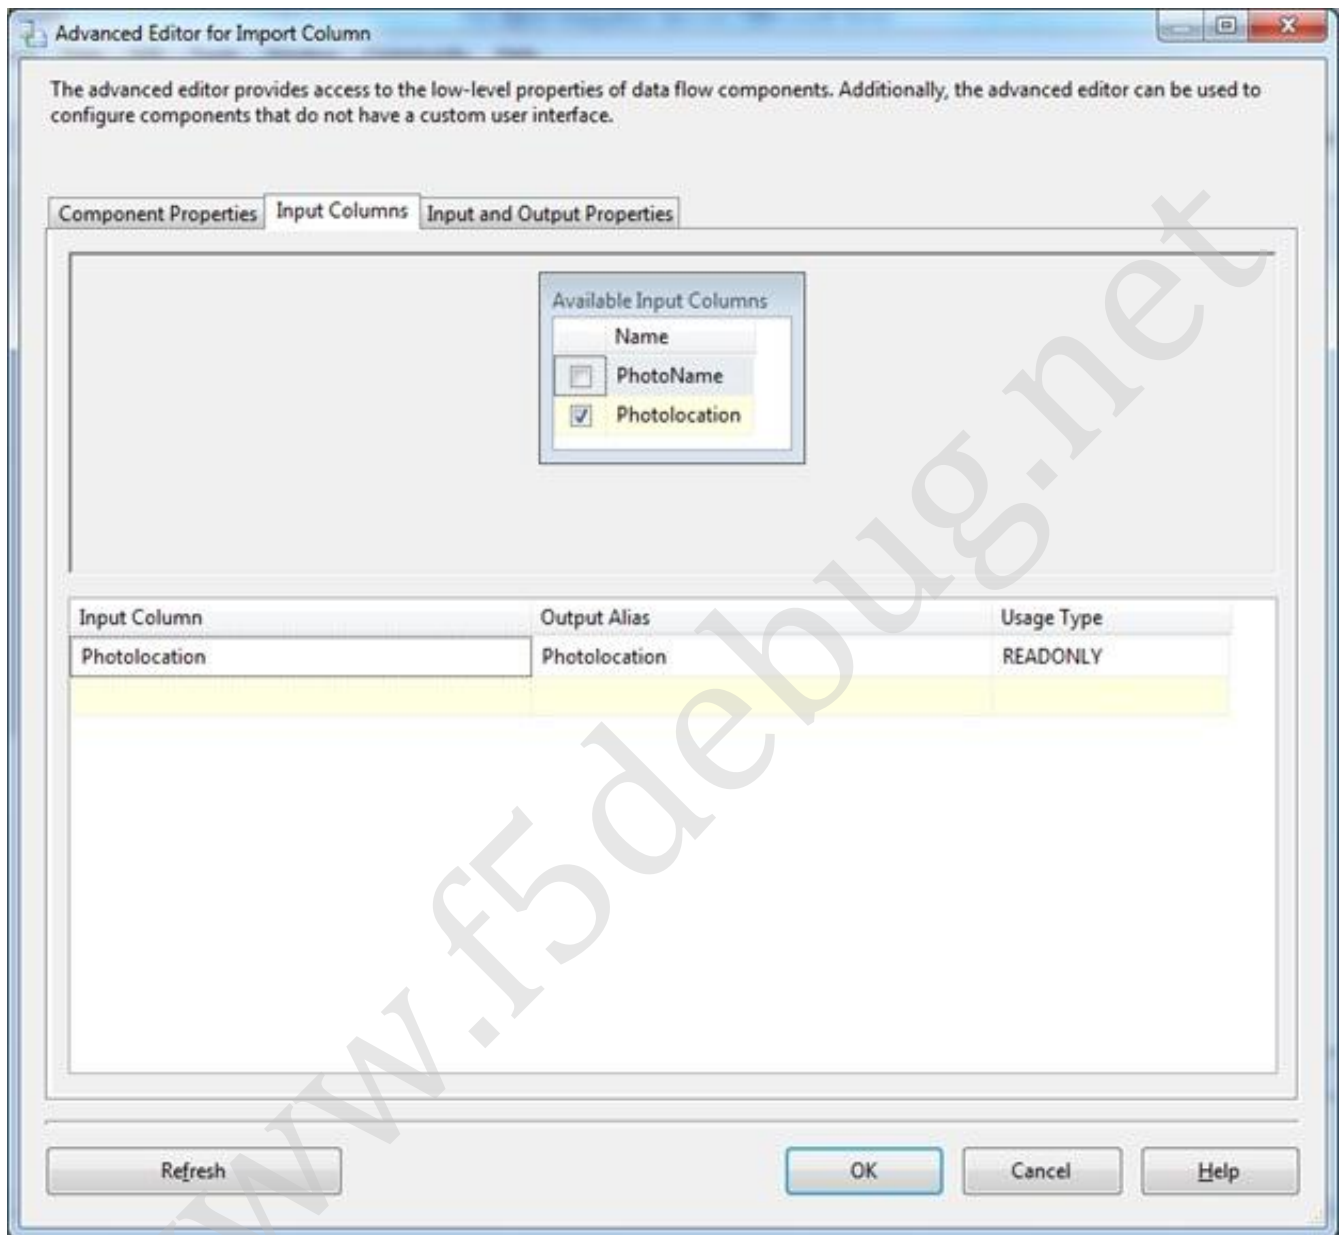 Advanced Editor for Import Column
The advanced editor provides access to the low-level properties of data flow components. Additionally, the advanced editor can be used to
configure components that do not have a custom user interface.
Component Properties Input Columns Input and Output Properties
Available Input Columns
Name
PhotoName
Photolocation
Input Column Output Alias Usage Type
Photolocation Photolocation READONLY
Refresh OK Cancel Help
www.f5debug.net